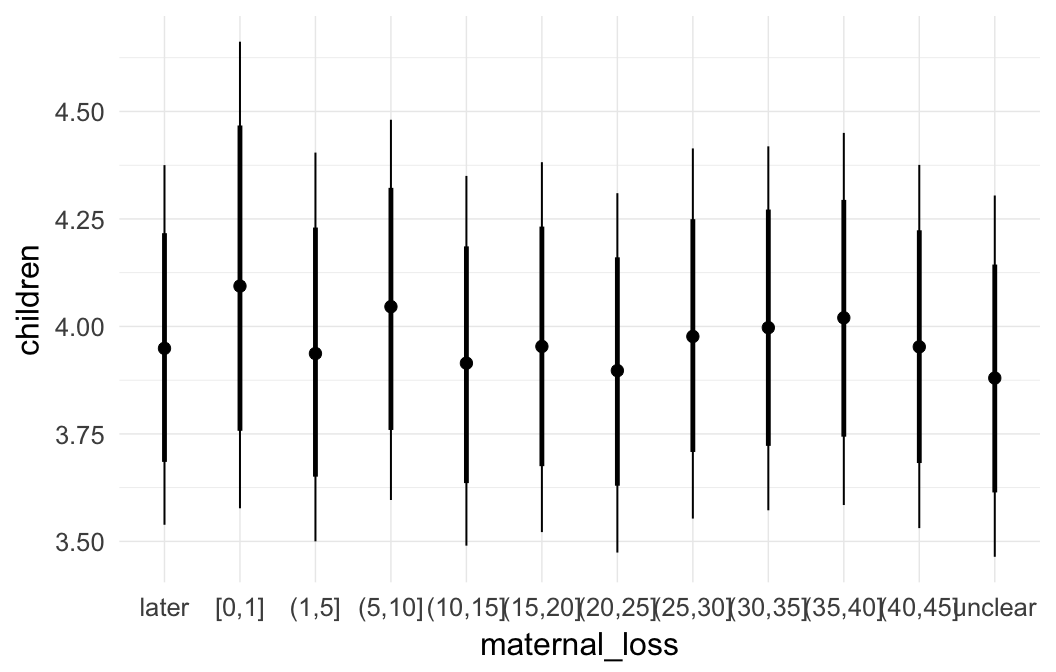 4.50
4.25
4.00
3.75
3.50
children
later [0,1] (1,5] (5,10] (10,15] (15,20] (20,25] (25,30] (30,35] (35,40] (40,45] unclear
maternal_loss